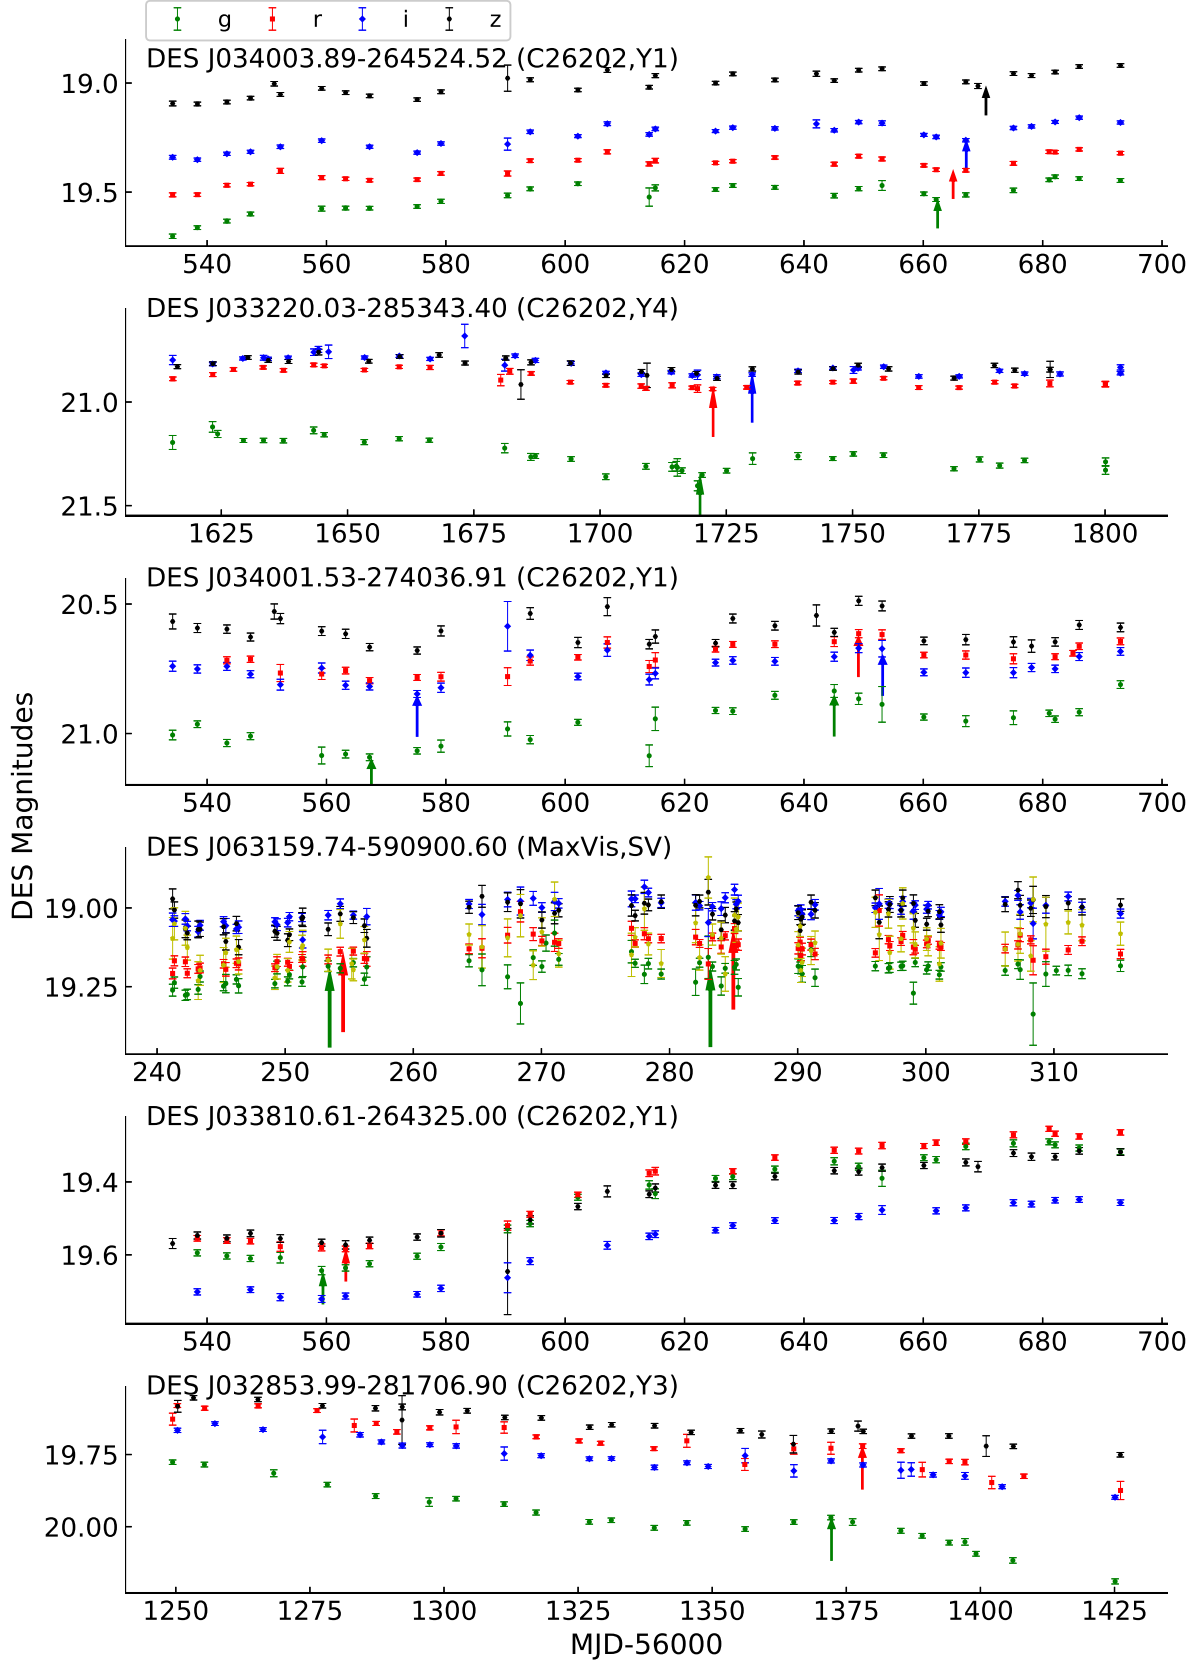 g r i z
DES J034003.89-264524.52 (C26202,Y1)
19.0
19.5
540 560 580 600 620 640 660 680 700
DES J033220.03-285343.40 (C26202,Y4)
21.0
21.5
1625 1650 1675 1700 1725 1750 1775 1800
DES J034001.53-274036.91 (C26202,Y1)
20.5
21.0
540 560 580 600 620 640 660 680 700
DES Magnitudes
DES J063159.74-590900.60 (MaxVis,SV)
19.00
19.25
240 250 260 270 280 290 300 310
DES J033810.61-264325.00 (C26202,Y1)
19.4
19.6
540 560 580 600 620 640 660 680 700
DES J032853.99-281706.90 (C26202,Y3)
19.75
20.00
1250 1275 1300 1325 1350 1375 1400 1425
MJD-56000